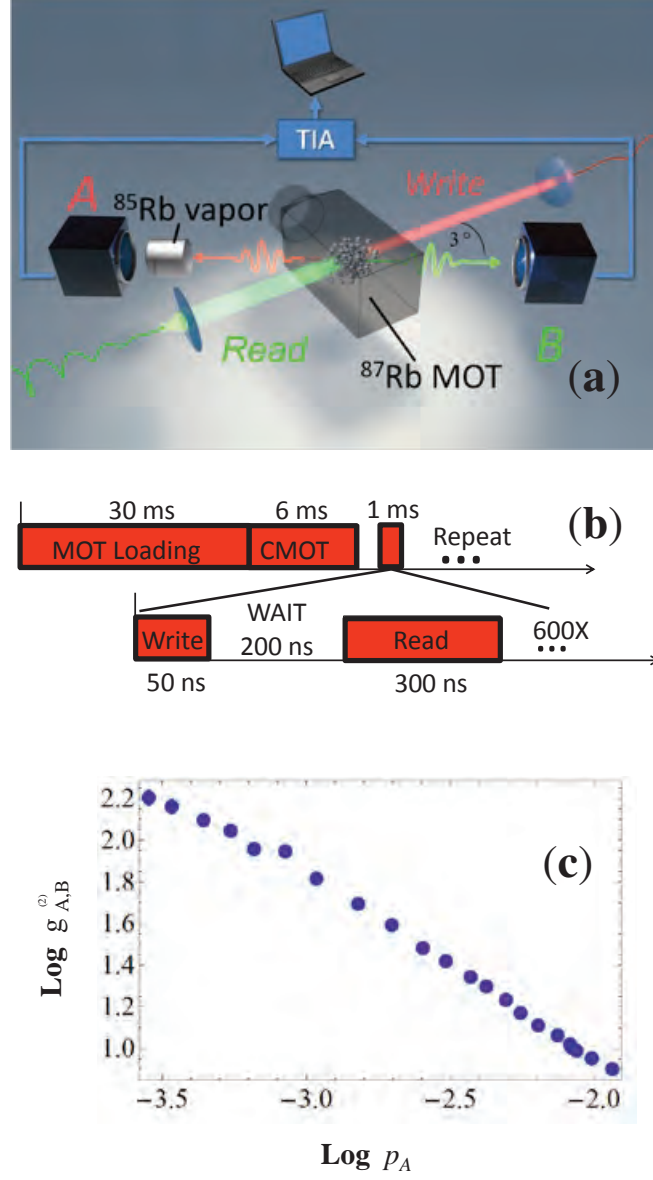 TIA
A
85Rb vapor
Write
3°
Read
B
87Rb MOT
(a)
30 ms
6 ms
1 ms
(b)
MOT Loading
CMOT
Repeat
...
Write
WAIT
200 ns
Read
600X
...
50 ns
300 ns
(c)
Log g(2)A,B
2.2
2.0
1.8
1.6
1.4
1.2
1.0
−3.5
−3.0
−2.5
−2.0
Log pA